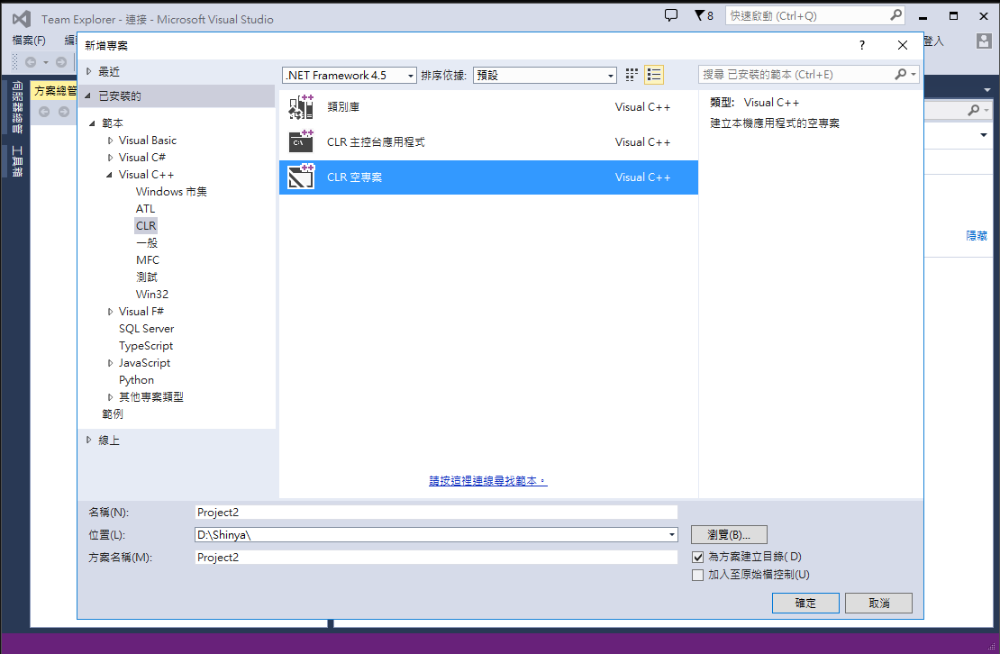 Team Explorer - 連接 - Microsoft Visual Studio
8
快速啟動 (Ctrl+Q)
檔案(F)
登入
新增專案
?
最近
.NET Framework 4.5
排序依據:
預設
搜尋 已安裝的範本 (Ctrl+E)
已安裝的
範本
Visual Basic
Visual C#
Visual C++
Windows 市集
ATL
CLR
一般
MFC
測試
Win32
Visual F#
SQL Server
TypeScript
JavaScript
Python
其他專案類型
範例
線上
類別庫 Visual C++
CLR 主控台應用程式 Visual C++
CLR 空專案 Visual C++
請按這裡連線尋找範本。
類型: Visual C++
建立本機應用程式的空專案
伺服器總管
工具箱
方案總管
隱藏
名稱(N): Project2
位置(L): D:\Shinya\
瀏覽(B)...
方案名稱(M): Project2
為方案建立目錄(D)
加入至原始檔控制(U)
確定
取消